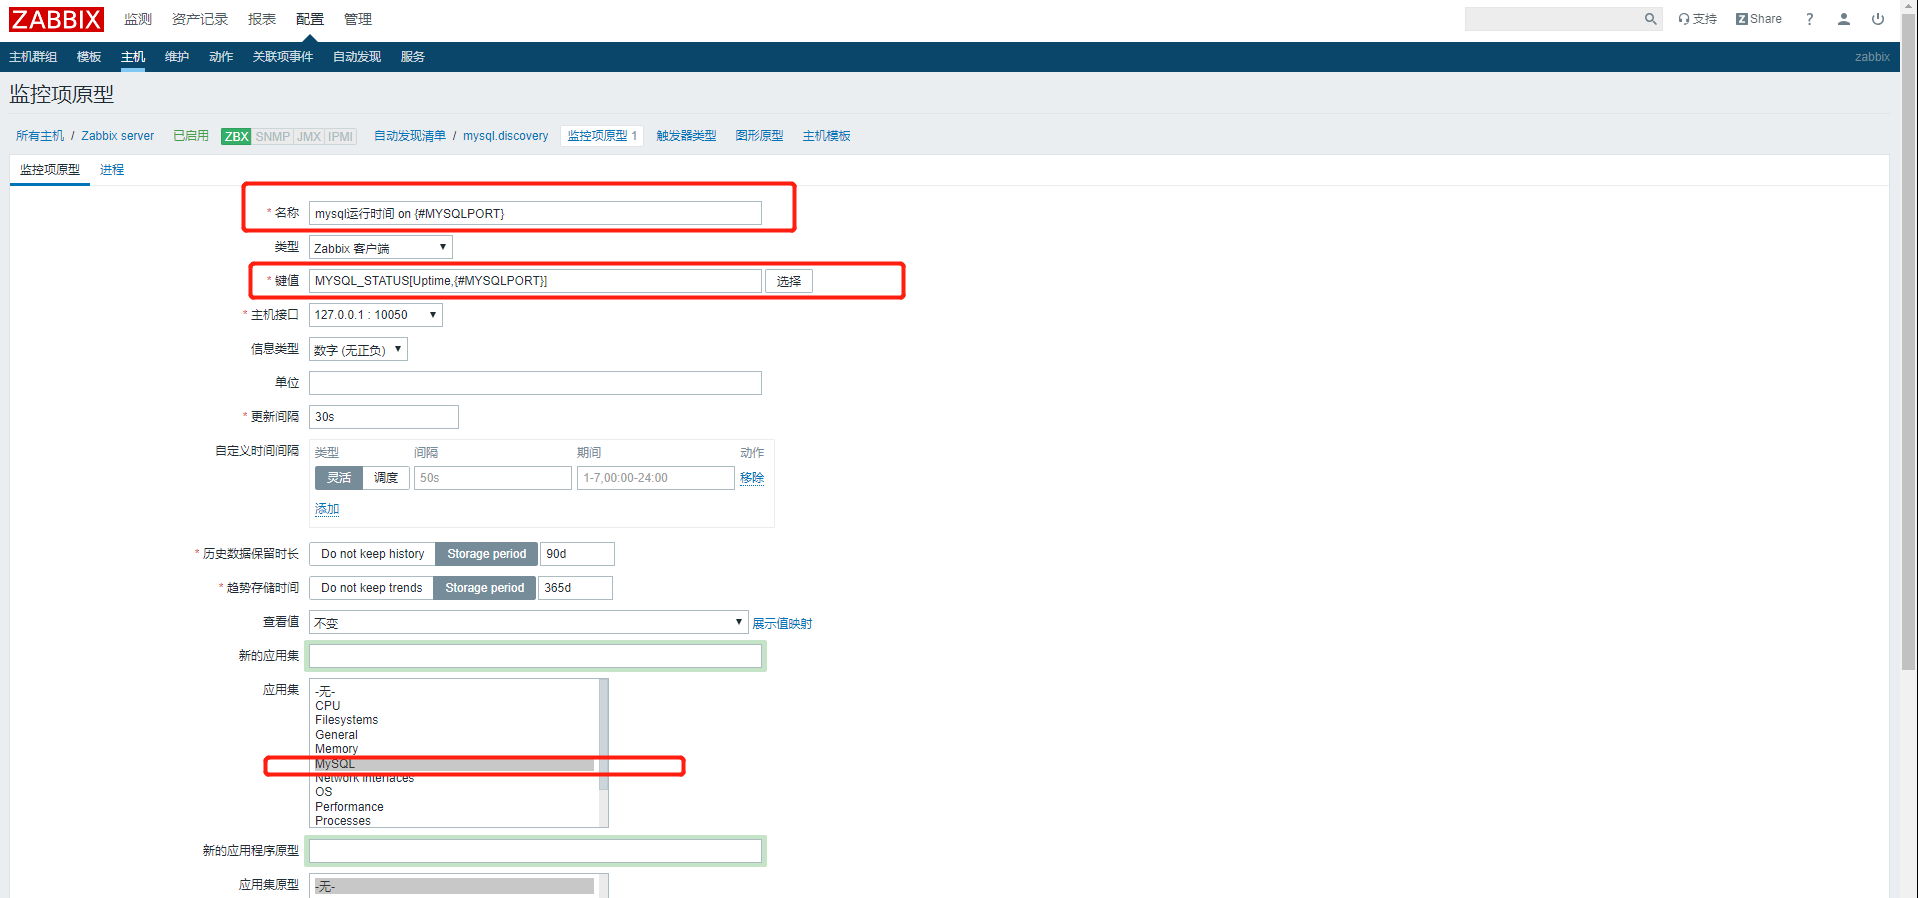 ZABBIX 监测 资产记录 报表 配置 管理 支持 Z Share ?
主机群组 模板 主机 维护 动作 关联项事件 自动发现 服务 zabbix
监控项原型
所有主机 / Zabbix server 已启用 ZBX SNMP JMX IPMI 自动发现清单 / mysql.discovery 监控项原型 1 触发器类型 图形原型 主机模板
监控项原型 进程
* 名称 mysql运行时间 on {#MYSQLPORT}
类型 Zabbix 客户端
* 键值 MYSQL_STATUS[Uptime,{#MYSQLPORT}] 选择
* 主机接口 127.0.0.1 : 10050
信息类型 数字 (无正负)
单位
* 更新间隔 30s
自定义时间间隔 类型 间隔 期间 动作
灵活 调度 50s 1-7,00:00-24:00 移除
添加
* 历史数据保留时长 Do not keep history Storage period 90d
* 趋势存储时间 Do not keep trends Storage period 365d
查看值 不变 展示值映射
新的应用集
应用集 -无-
CPU
Filesystems
General
Memory
MySQL
Network interfaces
OS
Performance
Processes
新的应用程序原型
应用集原型 -无-